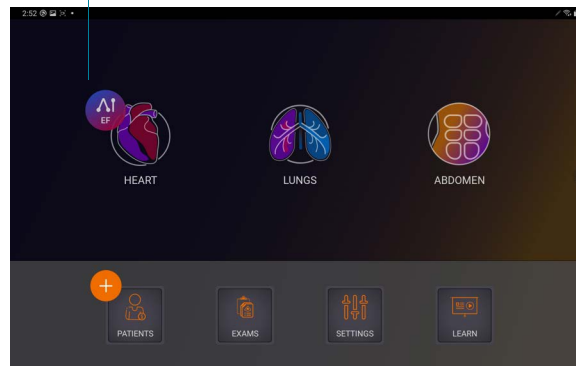 2:52
AI
EF
HEART
LUNGS
ABDOMEN
+
PATIENTS
EXAMS
SETTINGS
LEARN